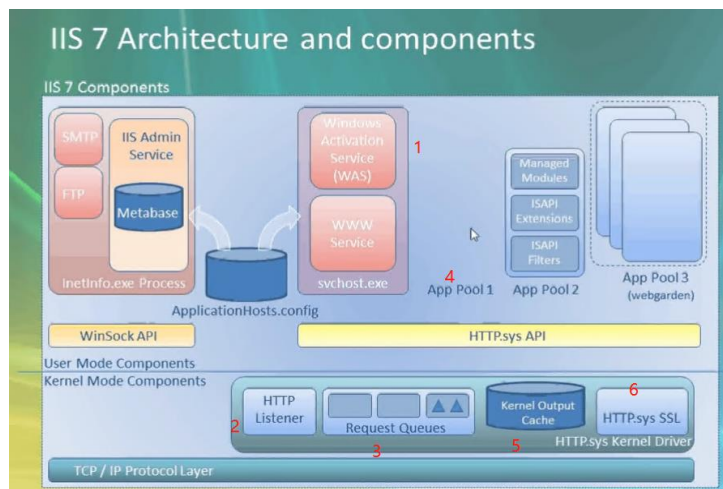 IIS 7 Architecture and components
IIS 7 Components
SMTP
FTP
IIS Admin
Service
Metabase
InetInfo.exe Process
ApplicationHosts.config
Windows
Activation
Service
(WAS)
1
WWW
Service
svchost.exe
4
App Pool 1
Managed
Modules
ISAPI
Extensions
ISAPI
Filters
App Pool 2
App Pool 3
(webgarden)
WinSock API
HTTP.sys API
User Mode Components
Kernel Mode Components
HTTP
Listener
2
Request Queues
3
Kernel Output
Cache
5
6
HTTP.sys SSL
HTTP.sys Kernel Driver
TCP / IP Protocol Layer